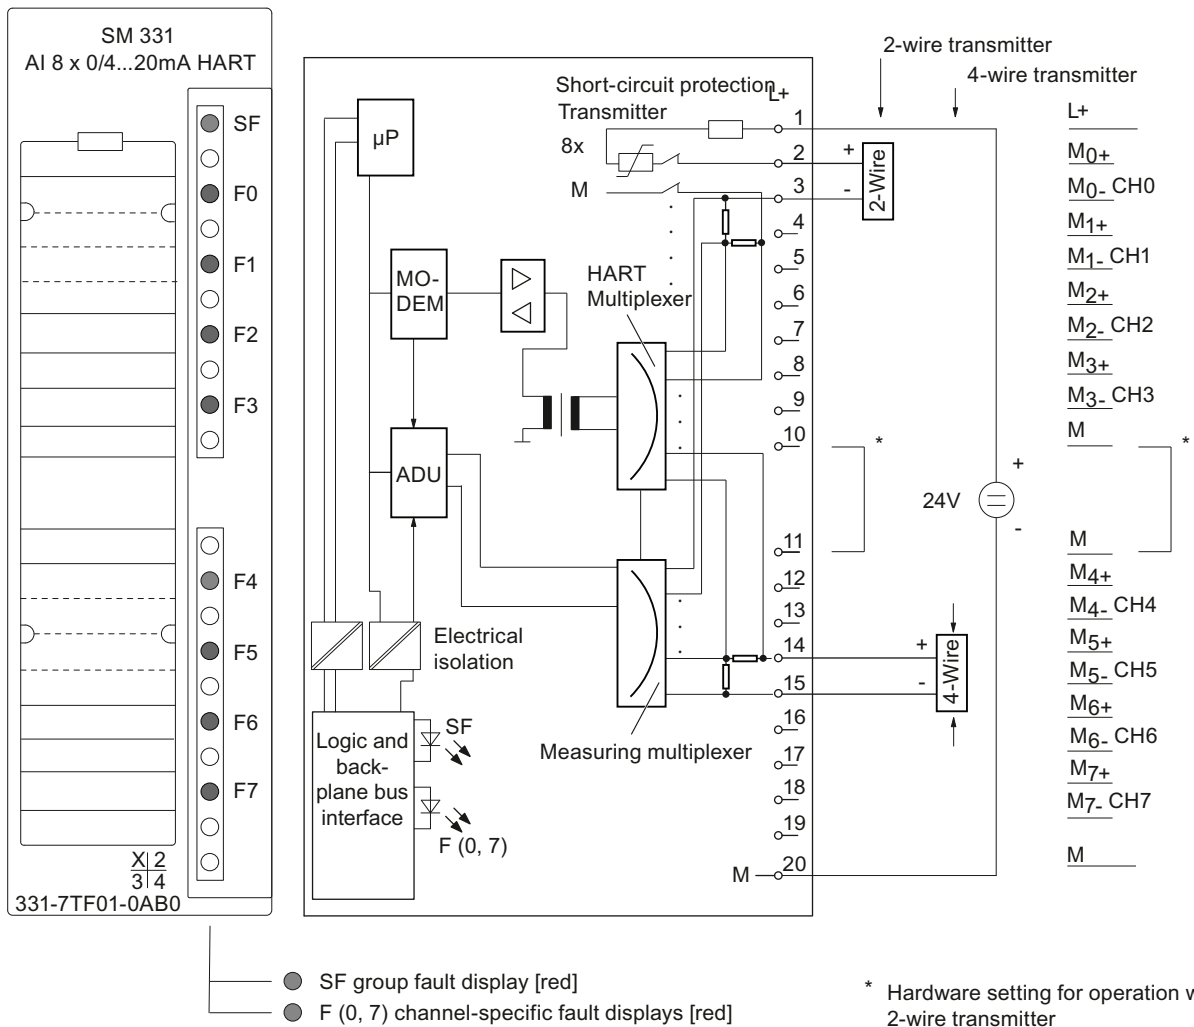 SM 331
AI 8 x 0/4...20mA HART
SF
F0
F1
F2
F3
F4
F5
F6
F7
X 2
3 4
331-7TF01-0AB0
µP
MO-
DEM
ADU
Electrical
isolation
Logic and
back-
plane bus
interface
SF
F (0, 7)
Short-circuit protection
Transmitter
8x
M
HART
Multiplexer
Measuring multiplexer
L+
1
2
3
4
5
6
7
8
9
10
11
12
13
14
15
16
17
18
19
M 20
2-wire transmitter
4-wire transmitter
+
2-Wire
-
*
24V
+
-
+
4-Wire
-
L+
M0+
M0- CH0
M1+
M1- CH1
M2+
M2- CH2
M3+
M3- CH3
M
*
M
M4+
M4- CH4
M5+
M5- CH5
M6+
M6- CH6
M7+
M7- CH7
M
SF group fault display [red]
F (0, 7) channel-specific fault displays [red]
* Hardware setting for operation
2-wire transmitter